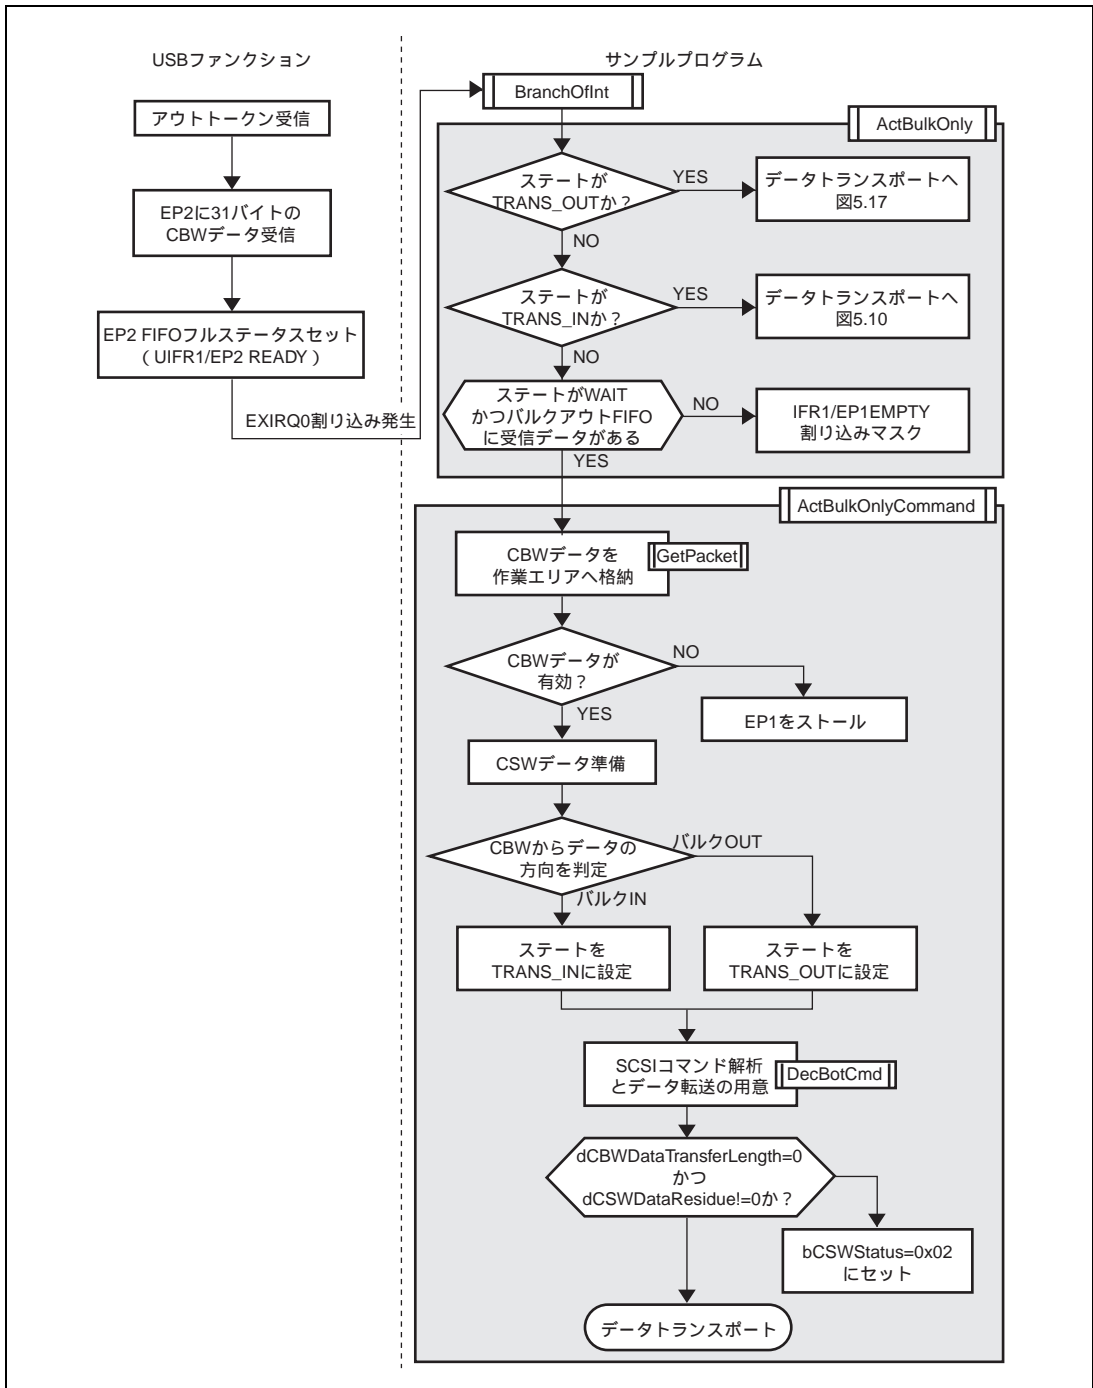 USBファンクション
サンプルプログラム
アウトトークン受信
EP2に31バイトの
CBWデータ受信
EP2 FIFOフルステータスセット
（UIFR1/EP2 READY）
EXIRQ0割り込み発生
BranchOfInt
ActBulkOnly
ステートが
TRANS_OUTか？
YES
データトランスポートへ
図5.17
NO
ステートが
TRANS_INか？
YES
データトランスポートへ
図5.10
NO
ステートがWAIT
かつバルクアウトFIFO
に受信データがある
NO
IFR1/EP1EMPTY
割り込みマスク
YES
ActBulkOnlyCommand
CBWデータを
作業エリアへ格納
GetPacket
CBWデータが
有効？
NO
EP1をストール
YES
CSWデータ準備
CBWからデータの
方向を判定
バルクOUT
バルクIN
ステートを
TRANS_INに設定
ステートを
TRANS_OUTに設定
SCSIコマンド解析
とデータ転送の用意
DecBotCmd
dCBWDataTransferLength=0
かつ
dCSWDataResidue!=0か？
bCSWStatus=0x02
にセット
データトランスポート